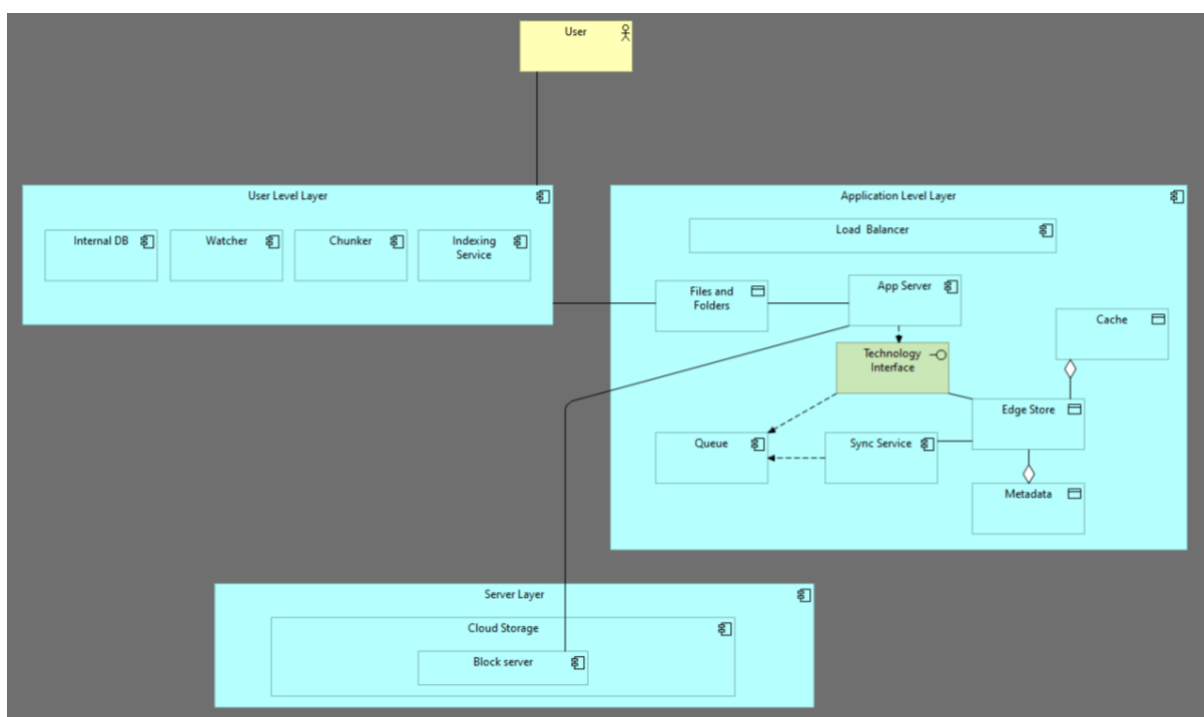 User
User Level Layer
Internal DB
Watcher
Chunker
Indexing
Service
Application Level Layer
Load Balancer
Files and
Folders
App Server
Cache
Technology
Interface
Edge Store
Queue
Sync Service
Metadata
Server Layer
Cloud Storage
Block server